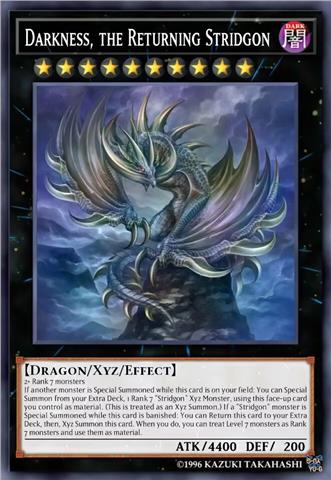 DARKNESS, THE RETURNING STRIDGON
DARK
闇
[DRAGON/XYZ/EFFECT]
2+ Rank 7 monsters
If another monster is Special Summoned while this card is on your field: You can Special
Summon from your Extra Deck, 1 Rank 7 "Stridgon" Xyz Monster, using this face-up card
you control as material. (This is treated as an Xyz Summon.) If a "Stridgon" monster is
Special Summoned while this card is banished: You can Return this card to your Extra
Deck, then, Xyz Summon this card. When you do, you can treat Level 7 monsters as Rank
7 monsters and use them as material.
ATK/4400 DEF/ 200
©1996 KAZUKI TAKAHASHI